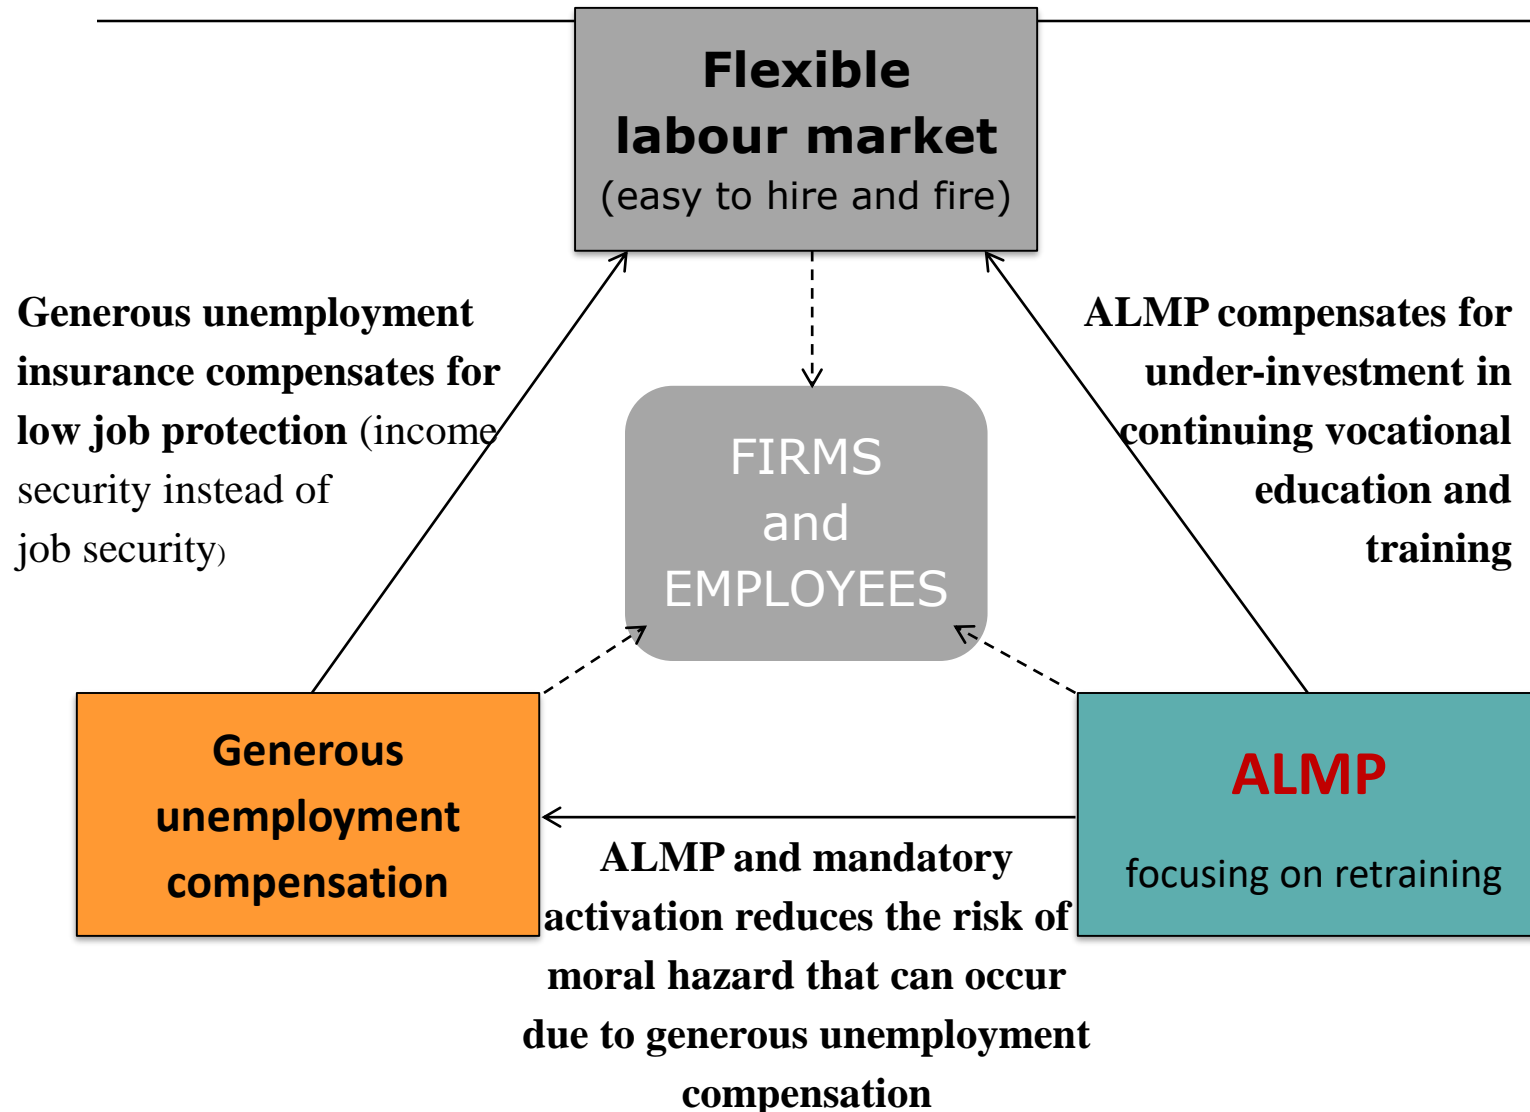 Flexible
labour market
(easy to hire and fire)
Generous unemployment
insurance compensates for
low job protection (income
security instead of
job security)
ALMP compensates for
under-investment in
continuing vocational
education and
training
FIRMS
and
EMPLOYEES
Generous
unemployment
compensation
ALMP
focusing on retraining
ALMP and mandatory
activation reduces the risk of
moral hazard that can occur
due to generous unemployment
compensation